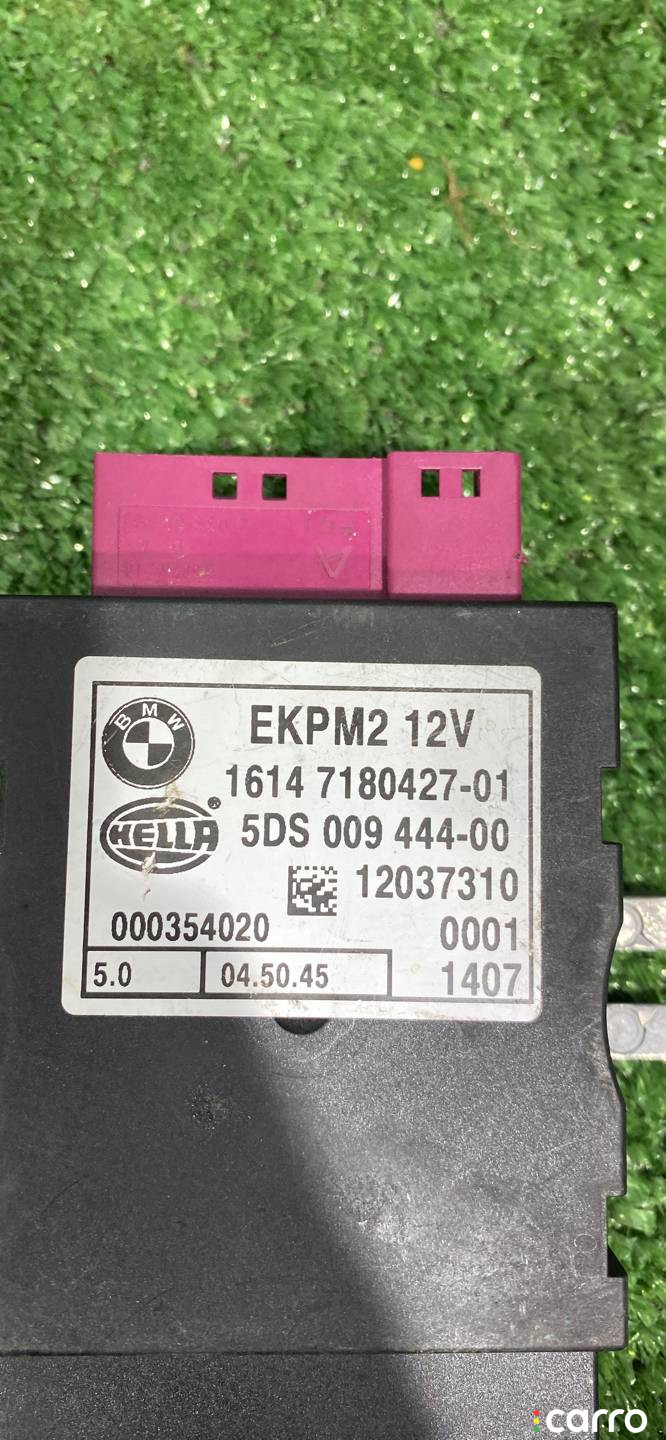 BMW
EKPM2 12V
1614 7180427-01
HELLA® 5DS 009 444-00
12037310
000354020 0001
5.0 04.50.45 1407
carro